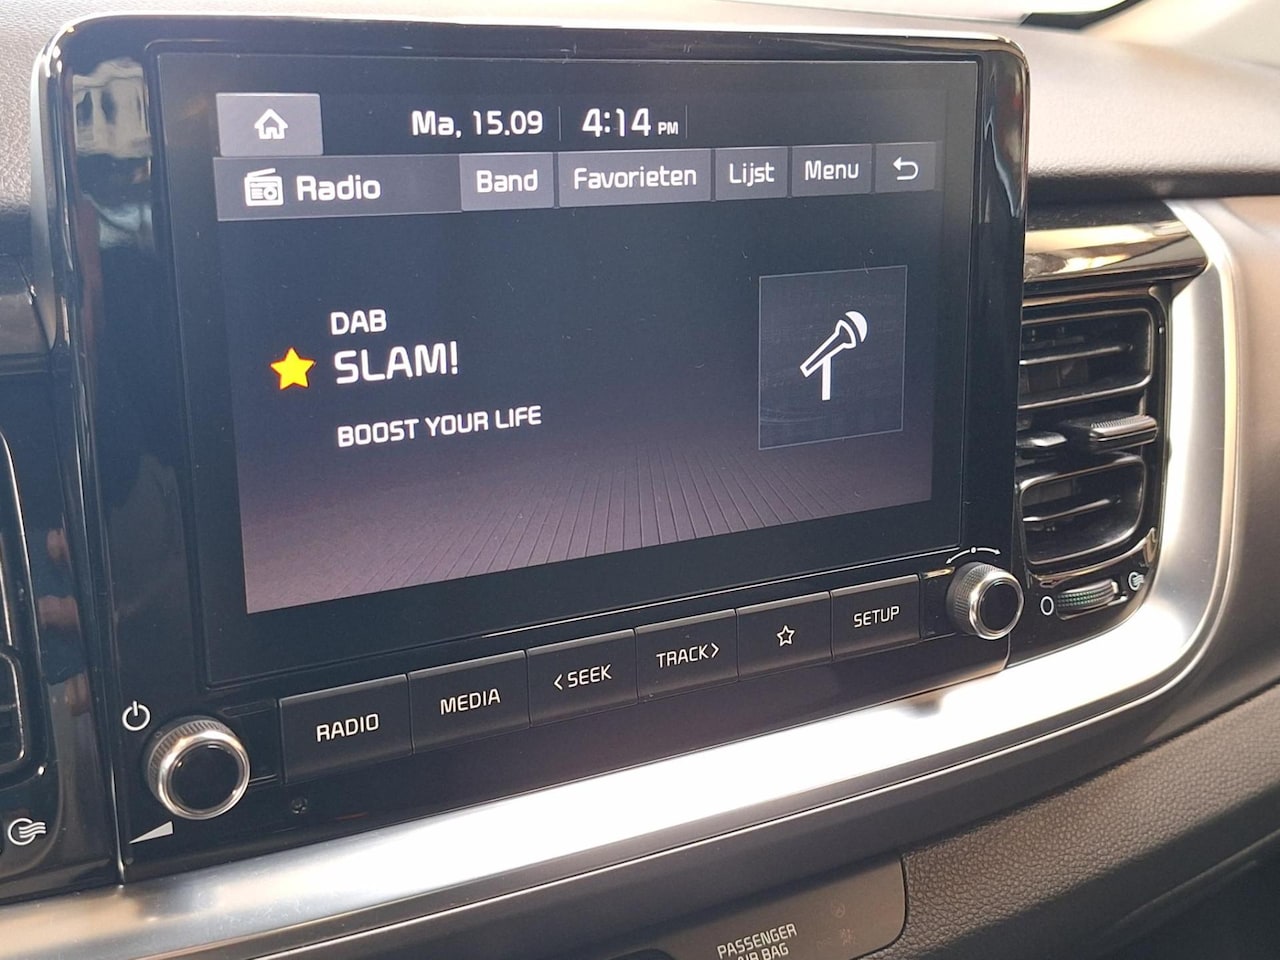 Ma, 15.09 4:14 PM
Radio Band Favorieten Lijst Menu
DAB
SLAM!
BOOST YOUR LIFE
RADIO MEDIA <SEEK TRACK> SETUP
PASSENGER
AIR BAG